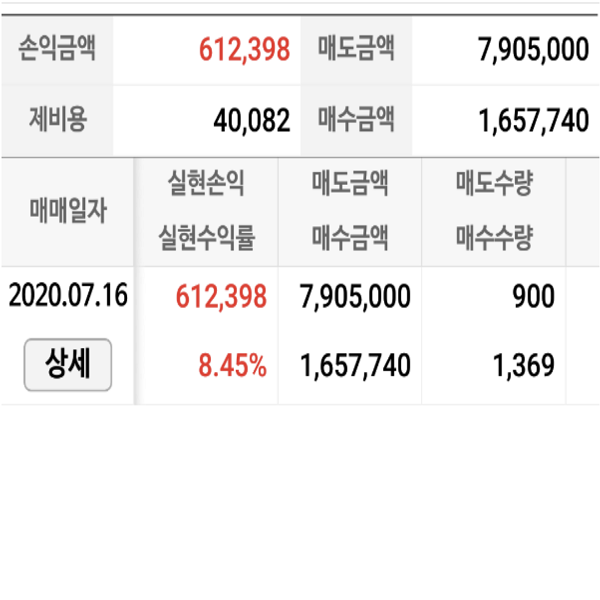 손익금액 612,398 매도금액 7,905,000
제비용 40,082 매수금액 1,657,740
매매일자 실현손익 매도금액 매도수량
실현수익률 매수금액 매수수량
2020.07.16 612,398 7,905,000 900
상세 8.45% 1,657,740 1,369